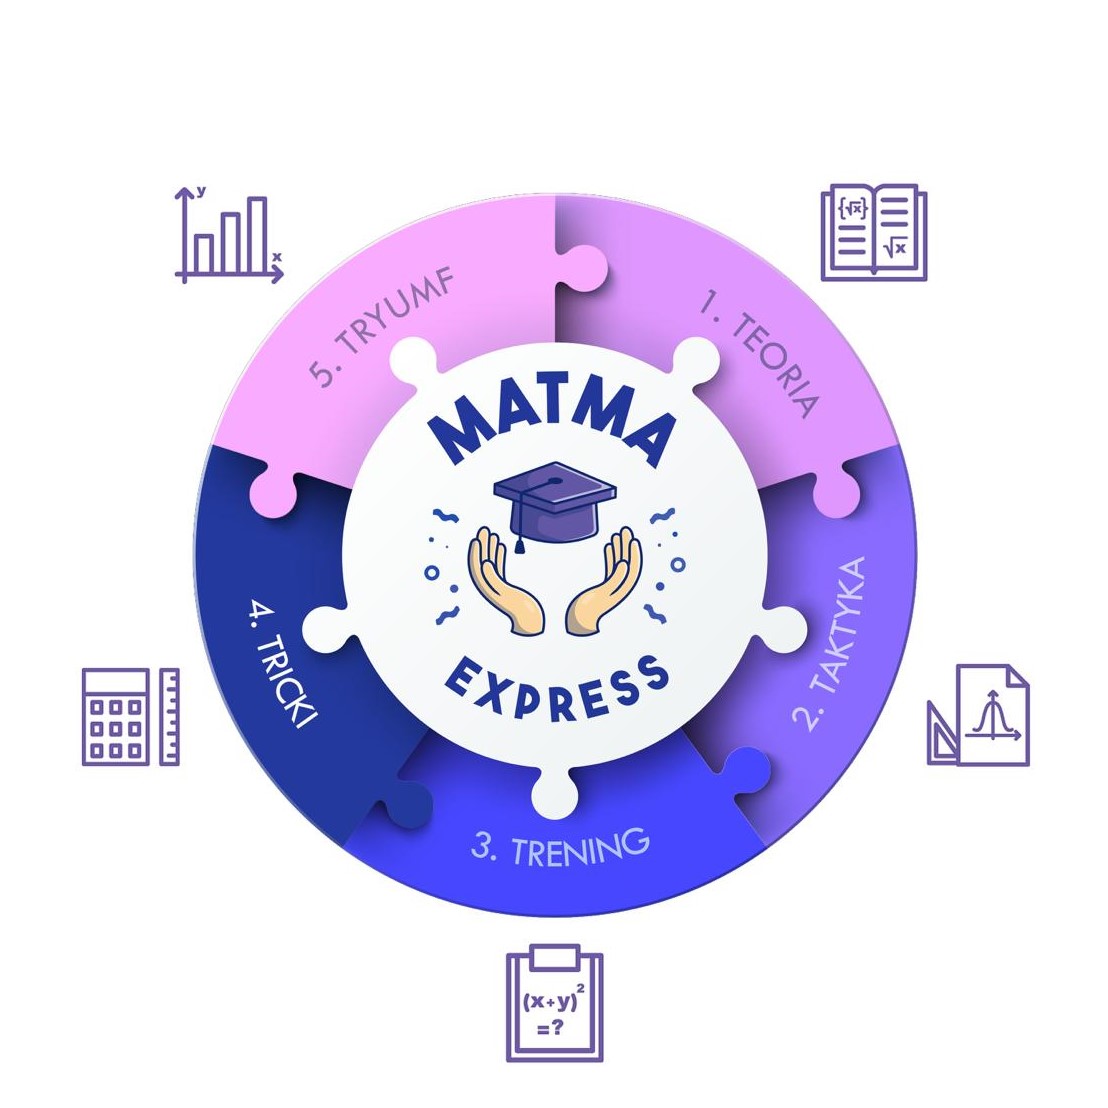 MATMA
EXPRESS
1. TEORIA
2. TAKTYKA
3. TRENING
4. TRICKI
5. TRYUMF
y
x
{√x}
√x
(x+y)²
=?